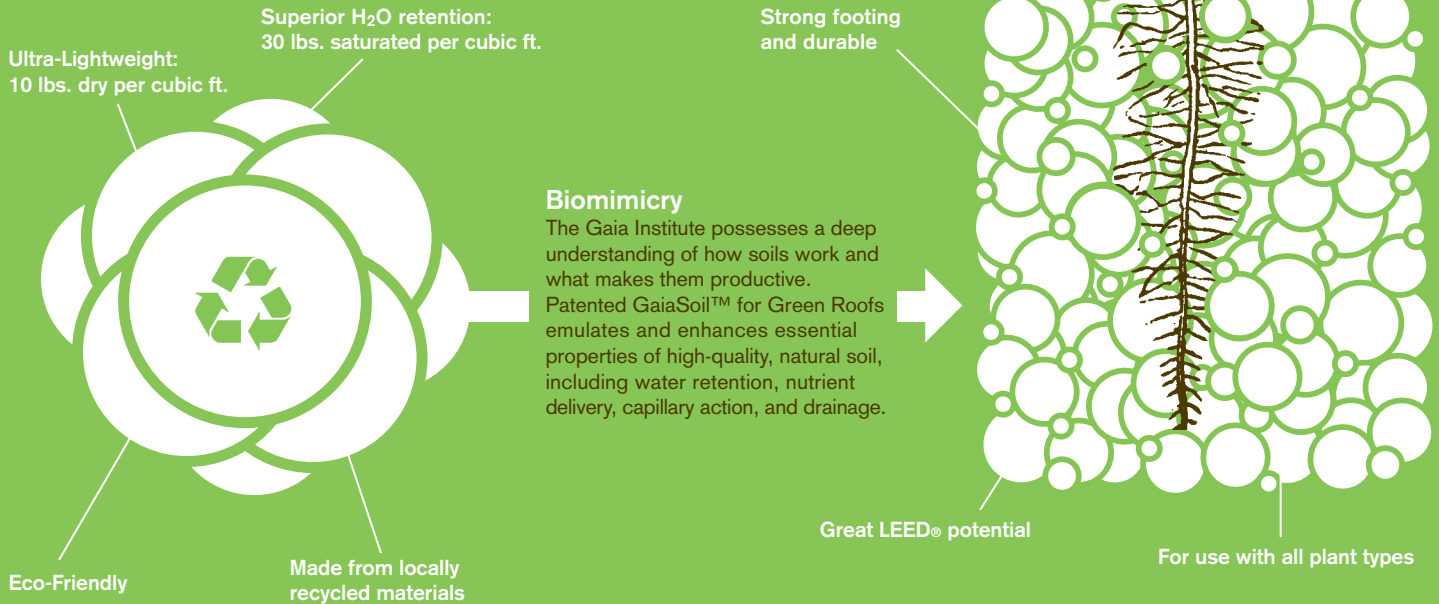 Superior H2O retention:
30 lbs. saturated per cubic ft.
Ultra-Lightweight:
10 lbs. dry per cubic ft.
Strong footing
and durable
Biomimicry
The Gaia Institute possesses a deep
understanding of how soils work and
what makes them productive.
Patented GaiaSoil™ for Green Roofs
emulates and enhances essential
properties of high-quality, natural soil,
including water retention, nutrient
delivery, capillary action, and drainage.
Great LEED® potential
For use with all plant types
Eco-Friendly
Made from locally
recycled materials